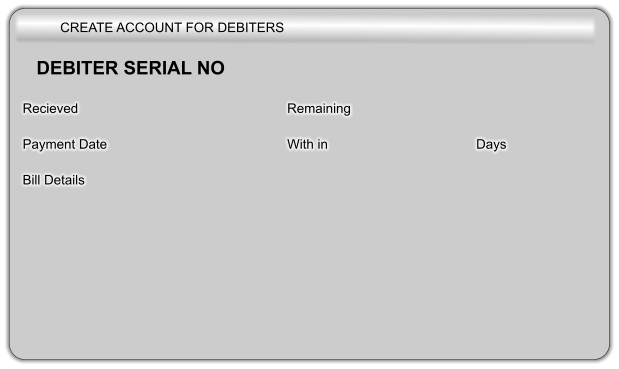 CREATE ACCOUNT FOR DEBITERS
DEBITER SERIAL NO
Recieved Remaining
Payment Date With in Days
Bill Details